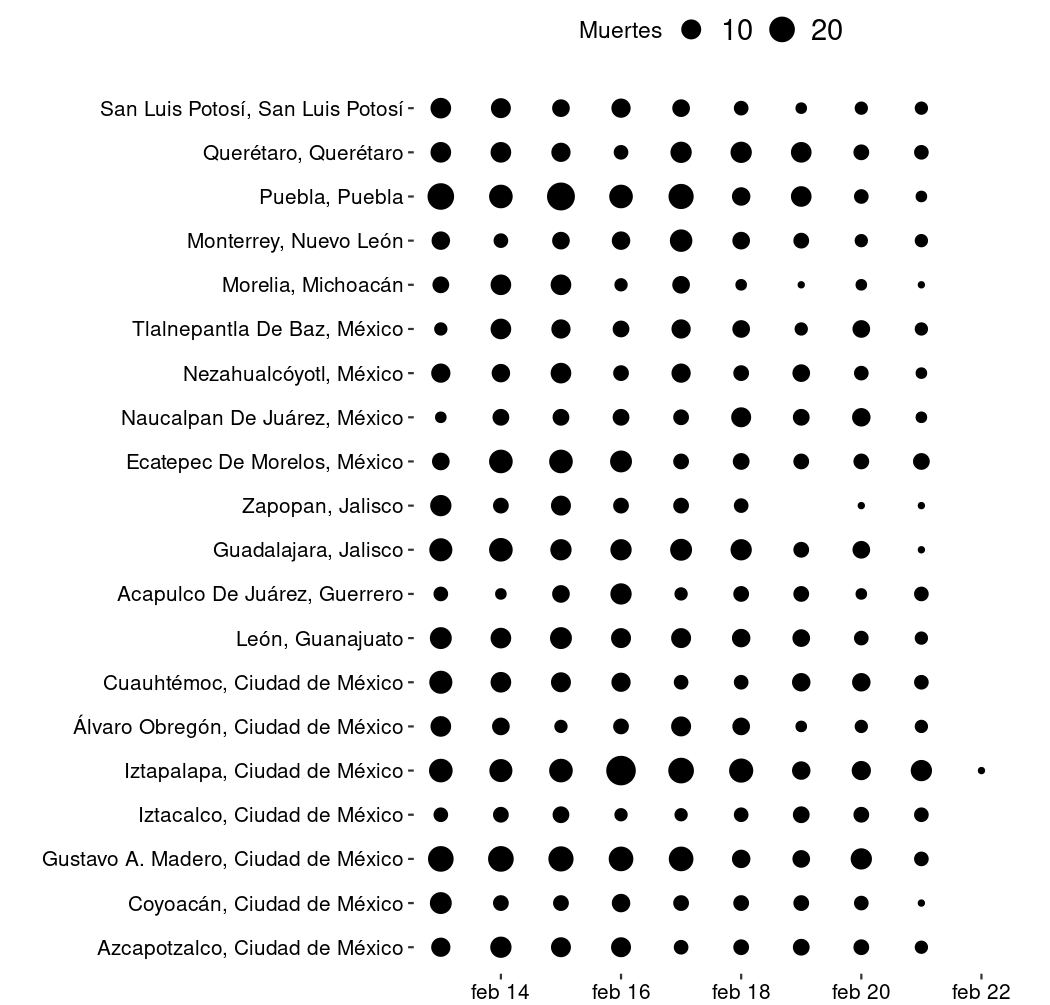 Muertes 10 20
San Luis Potosí, San Luis Potosí
Querétaro, Querétaro
Puebla, Puebla
Monterrey, Nuevo León
Morelia, Michoacán
Tlalnepantla De Baz, México
Nezahualcóyotl, México
Naucalpan De Juárez, México
Ecatepec De Morelos, México
Zapopan, Jalisco
Guadalajara, Jalisco
Acapulco De Juárez, Guerrero
León, Guanajuato
Cuauhtémoc, Ciudad de México
Álvaro Obregón, Ciudad de México
Iztapalapa, Ciudad de México
Iztacalco, Ciudad de México
Gustavo A. Madero, Ciudad de México
Coyoacán, Ciudad de México
Azcapotzalco, Ciudad de México
feb 14 feb 16 feb 18 feb 20 feb 22